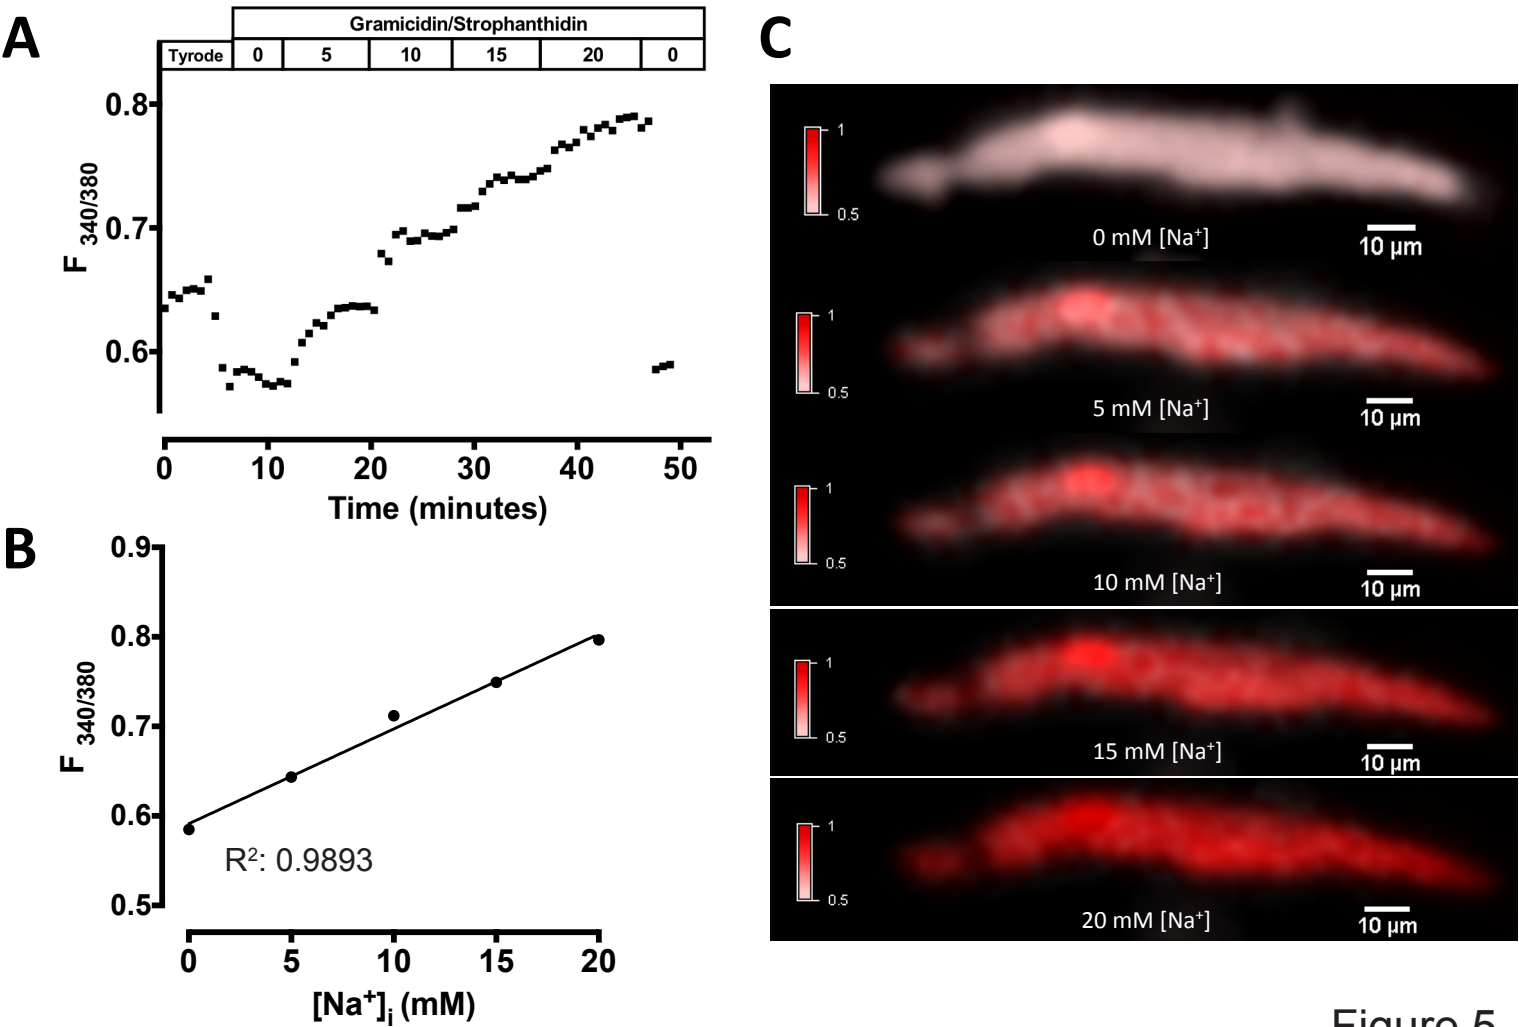 A
Gramicidin/Strophanthidin
Tyrode 0 5 10 15 20 0
0.8
0.7
0.6
F 340/380
0 10 20 30 40 50
Time (minutes)
B
0.9
0.8
0.7
0.6
0.5
F 340/380
R²: 0.9893
0 5 10 15 20
[Na⁺]i (mM)
C
1
0.5
0 mM [Na⁺]
10 µm
1
0.5
5 mM [Na⁺]
10 µm
1
0.5
10 mM [Na⁺]
10 µm
1
0.5
15 mM [Na⁺]
10 µm
1
0.5
20 mM [Na⁺]
10 µm
Figure 5